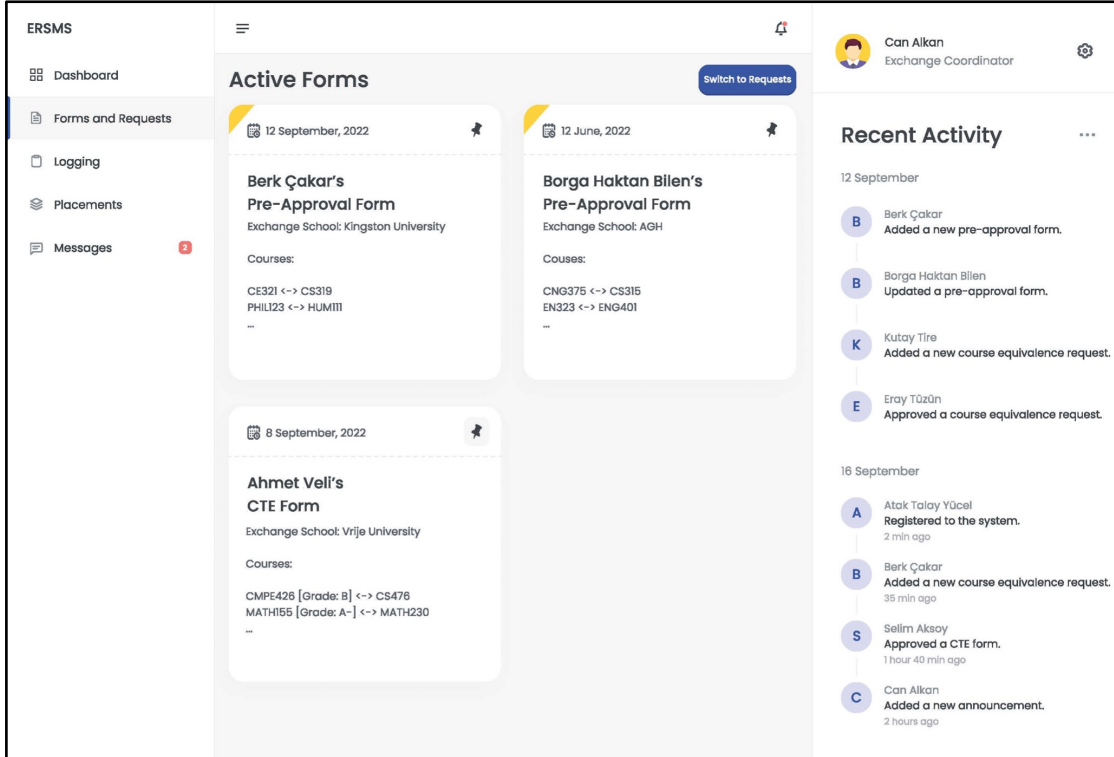 ERSMS
Dashboard
Forms and Requests
Logging
Placements
Messages
2
Active Forms
Switch to Requests
12 September, 2022
Berk Çakar's
Pre-Approval Form
Exchange School: Kingston University
Courses:
CE321 <-> CS319
PHIL123 <-> HUM111
...
12 June, 2022
Borga Haktan Bilen's
Pre-Approval Form
Exchange School: AGH
Couses:
CNG375 <-> CS315
EN323 <-> ENG401
...
8 September, 2022
Ahmet Veli's
CTE Form
Exchange School: Vrije University
Courses:
CMPE426 [Grade: B] <-> CS476
MATH155 [Grade: A-] <-> MATH230
...
Can Alkan
Exchange Coordinator
Recent Activity
12 September
B
Berk Çakar
Added a new pre-approval form.
B
Borga Haktan Bilen
Updated a pre-approval form.
K
Kutay Tire
Added a new course equivalence request.
E
Eray Tüzün
Approved a course equivalence request.
16 September
A
Atak Talay Yücel
Registered to the system.
2 min ago
B
Berk Çakar
Added a new course equivalence request.
35 min ago
S
Selim Aksoy
Approved a CTE form.
1 hour 40 min ago
C
Can Alkan
Added a new announcement.
2 hours ago